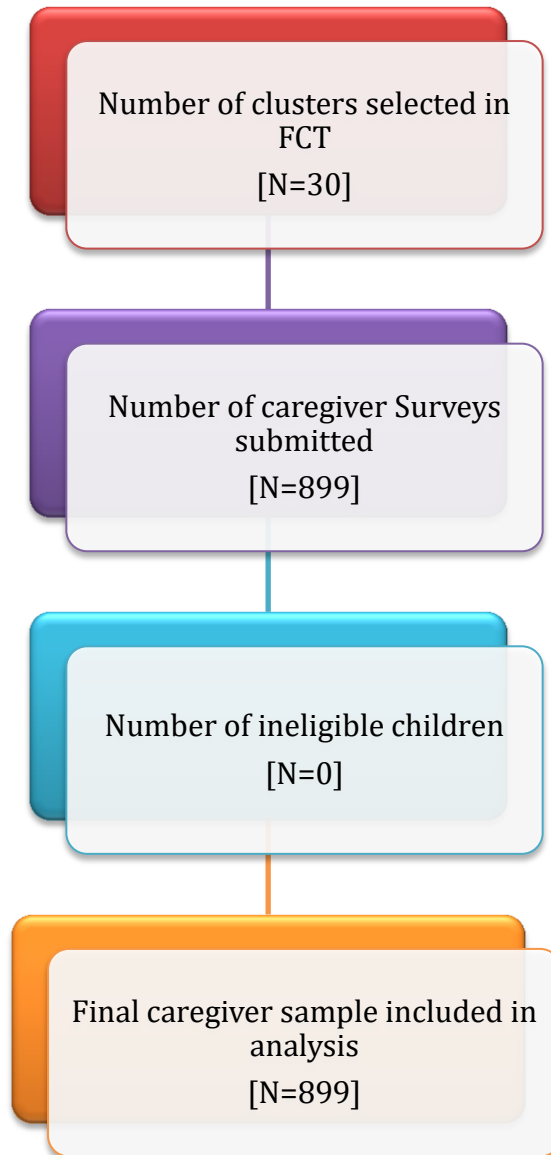 Number of clusters selected in
FCT
[N=30]
Number of caregiver Surveys
submitted
[N=899]
Number of ineligible children
[N=0]
Final caregiver sample included in
analysis
[N=899]